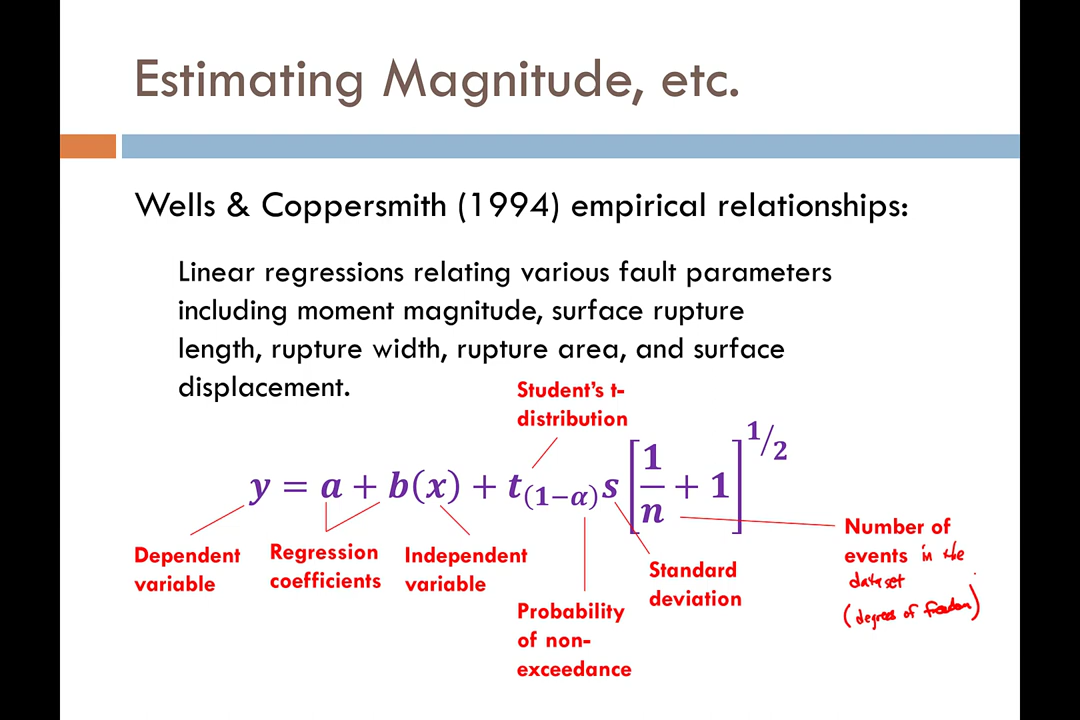 Estimating Magnitude, etc.
Wells & Coppersmith (1994) empirical relationships:
Linear regressions relating various fault parameters
including moment magnitude, surface rupture
length, rupture width, rupture area, and surface
displacement.
Student's t-
distribution
y = a + b(x) + t(1−α)s[1/n + 1]^1/2
Dependent
variable
Regression
coefficients
Independent
variable
Probability
of non-
exceedance
Standard
deviation
Number of
events in the
dataset
(degrees of freedom)